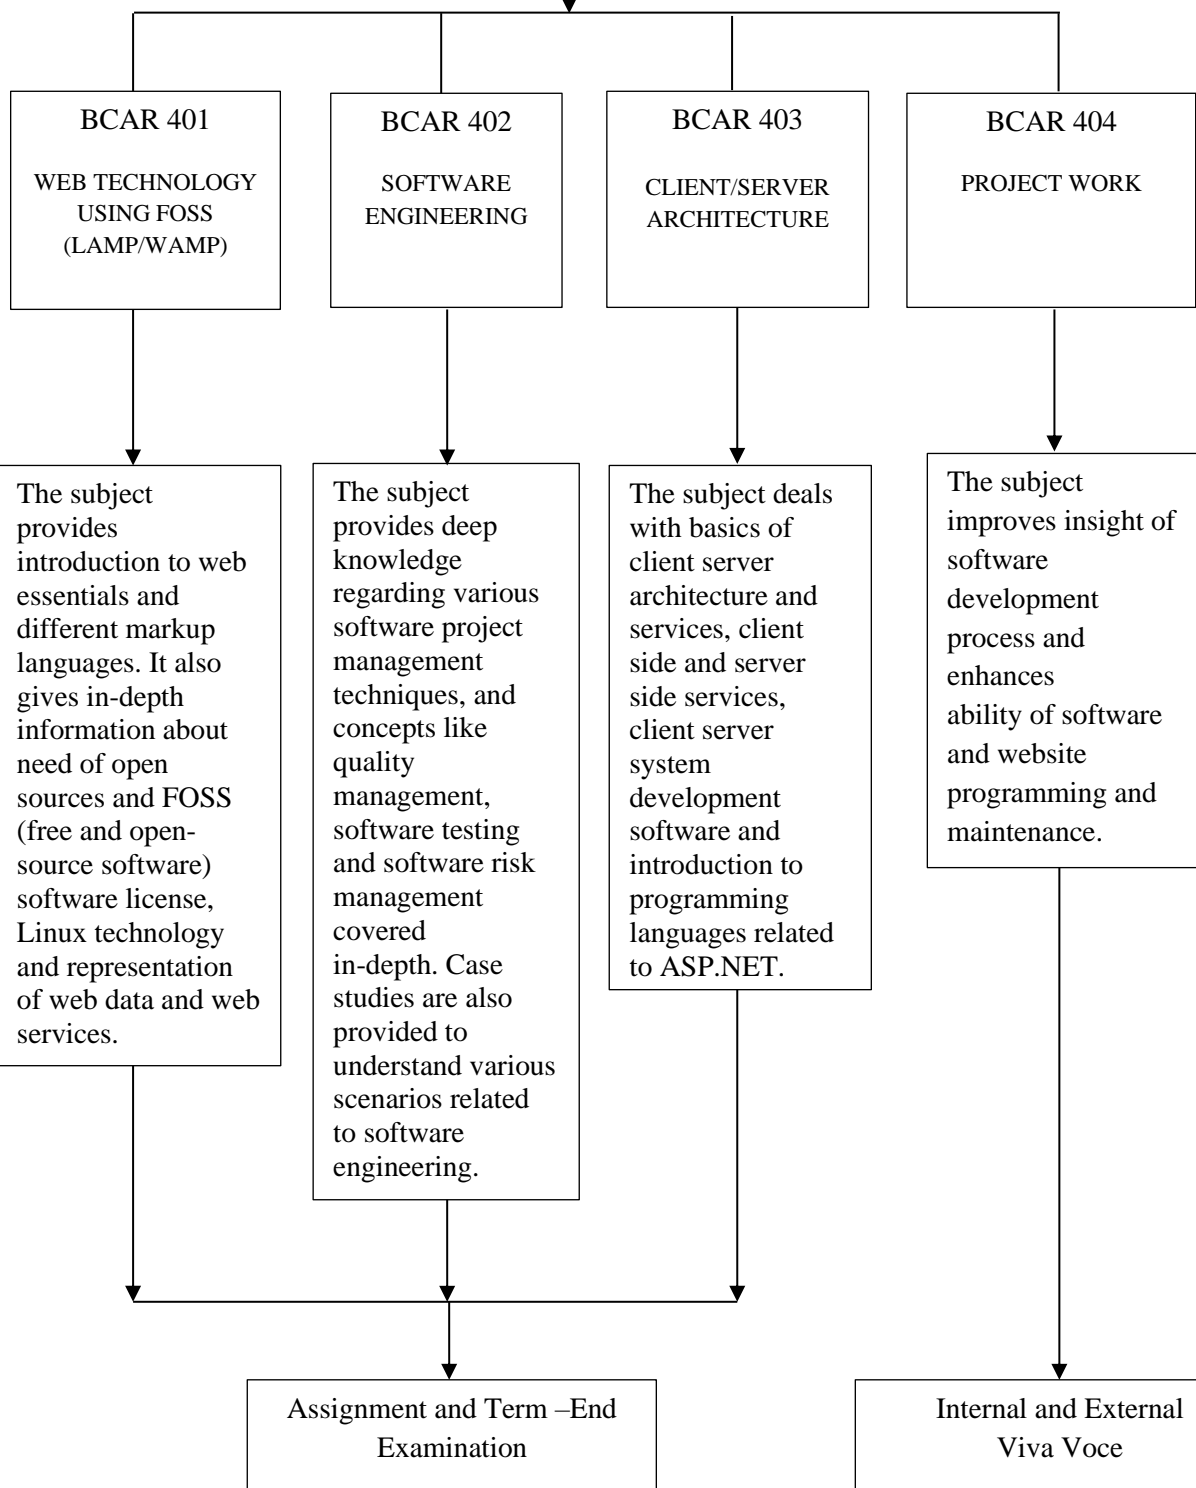 BCAR 401
WEB TECHNOLOGY
USING FOSS
(LAMP/WAMP)
BCAR 402
SOFTWARE
ENGINEERING
BCAR 403
CLIENT/SERVER
ARCHITECTURE
BCAR 404
PROJECT WORK
The subject
provides
introduction to web
essentials and
different markup
languages. It also
gives in-depth
information about
need of open
sources and FOSS
(free and open-
source software)
software license,
Linux technology
and representation
of web data and web
services.
The subject
provides deep
knowledge
regarding various
software project
management
techniques, and
concepts like
quality
management,
software testing
and software risk
management
covered
in-depth. Case
studies are also
provided to
understand various
scenarios related
to software
engineering.
The subject deals
with basics of
client server
architecture and
services, client
side and server
side services,
client server
system
development
software and
introduction to
programming
languages related
to ASP.NET.
The subject
improves insight of
software
development
process and
enhances
ability of software
and website
programming and
maintenance.
Assignment and Term –End
Examination
Internal and External
Viva Voce